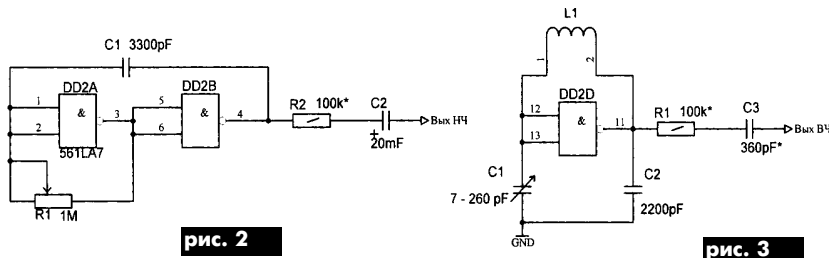 C1 3300pF
DD2A
DD2B
1
2
&
3
5
6
&
4
561LA7
R1
1M
R2
100k*
C2
+
20mF
Вых НЧ
рис. 2
L1
1
2
DD2D
12
13
&
11
R1
100k*
C3
360pF*
Вых ВЧ
C1
7 - 260 pF
C2
2200pF
GND
рис. 3